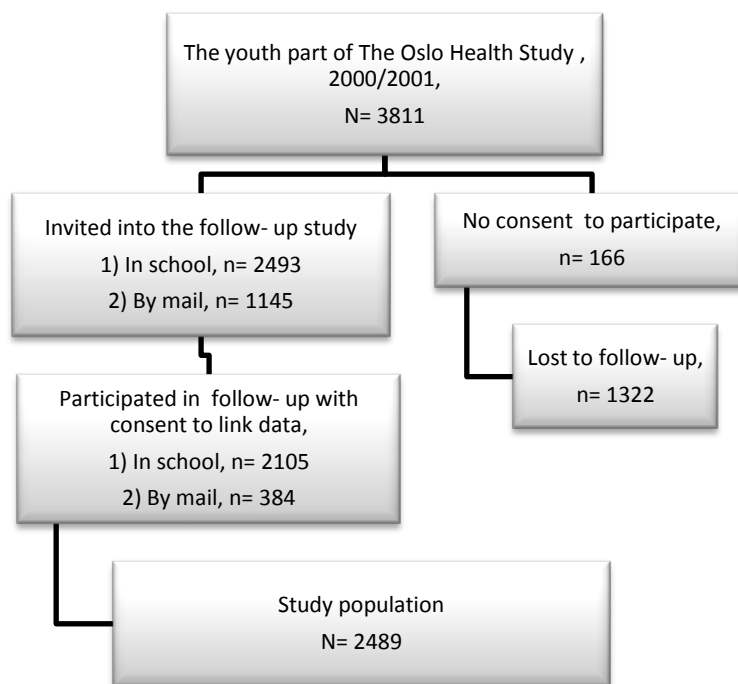 The youth part of The Oslo Health Study ,
2000/2001,
N= 3811
Invited into the follow- up study
1) In school, n= 2493
2) By mail, n= 1145
No consent to participate,
n= 166
Lost to follow- up,
n= 1322
Participated in follow- up with
consent to link data,
1) In school, n= 2105
2) By mail, n= 384
Study population
N= 2489